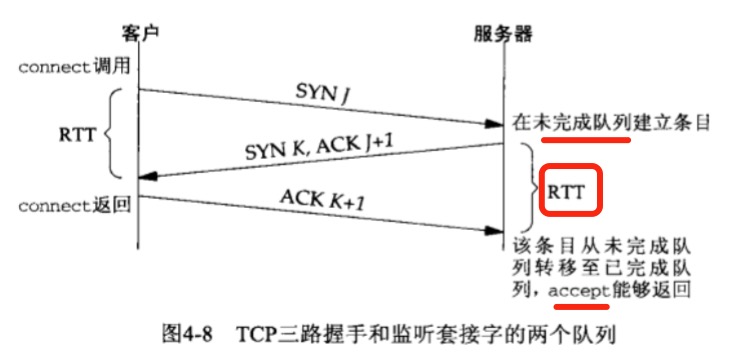 客户
服务器
connect调用
SYN J
在未完成队列建立条目
RTT
SYN K, ACK J+1
RTT
connect返回
ACK K+1
该条目从未完成队
列转移至已完成队
列，accept能够返回
图4-8 TCP三路握手和监听套接字的两个队列